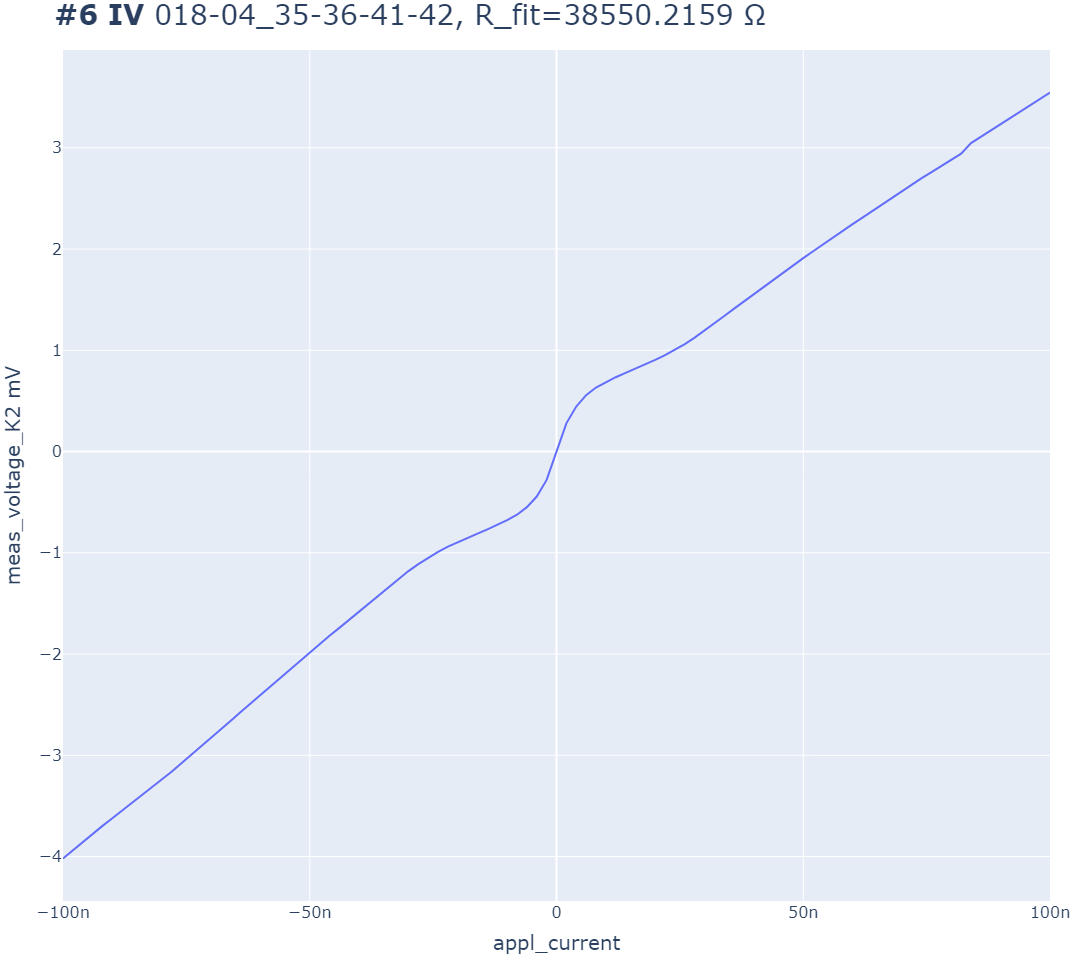 #6 IV 018-04_35-36-41-42, R_fit=38550.2159 Ω
meas_voltage_K2 mV
3
2
1
0
−1
−2
−3
−4
−100n
−50n
0
50n
100n
appl_current